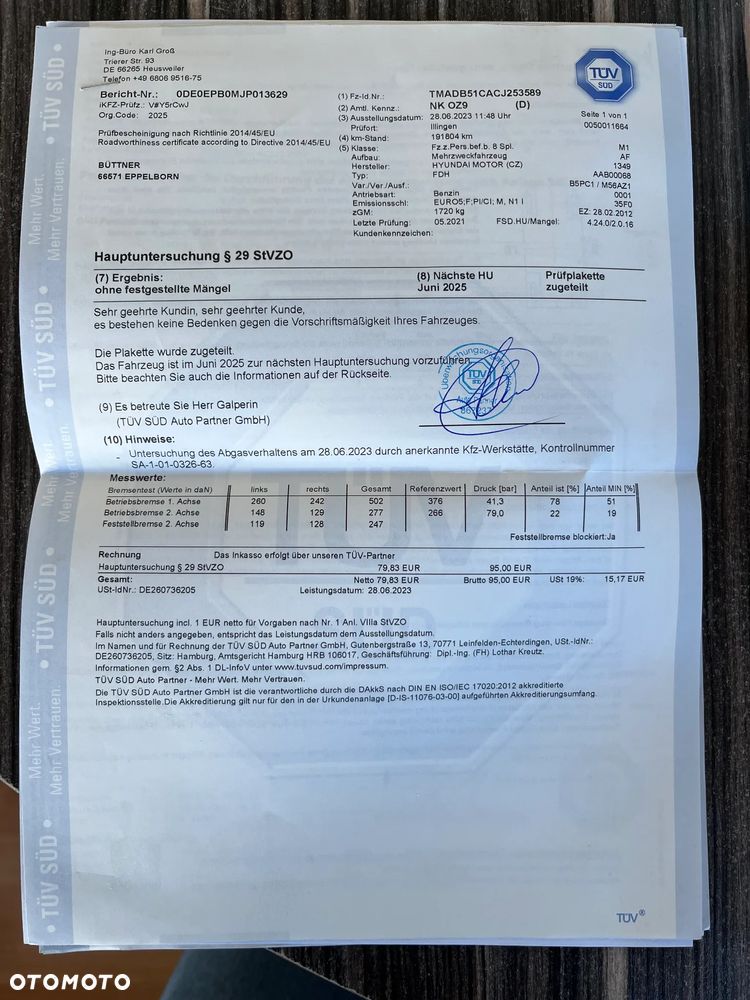 Ing-Büro Karl Groß
Trierer Str. 93
DE 66265 Heusweiler
Telefon +49 6806 9516-75
Bericht-Nr.: 0DE0EPB0MJP013629
iKFZ-Prüfz.: V#Y5rCwJ
Org.Code: 2025
Prüfbescheinigung nach Richtlinie 2014/45/EU
Roadworthiness certificate according to Directive 2014/45/EU
BÜTTNER
66571 EPPELBORN
(1) Fz-Id.Nr.: TMADB51CACJ253589
(2) Amtl. Kennz.: NK OZ9 (D)
(3) Ausstellungsdatum: 28.06.2023 11:48 Uhr
Prüfort: Illingen
(4) km-Stand: 191804 km
(5) Klasse: Fz.z.Pers.bef.b. 8 Spl. M1
Aufbau: Mehrzweckfahrzeug AF
Hersteller: HYUNDAI MOTOR (CZ) 1349
Typ: FDH AAB00068
Var./Ver./Ausf.: B5PC1 / M56AZ1
Antriebsart: Benzin 0001
Emissionsschl: EURO5;F;PI/CI; M, N1 I 35F0
zGM: 1720 kg EZ: 28.02.2012
Letzte Prüfung: 05.2021 FSD.HU/Mangel: 4.24.0/2.0.16
Kundenkennzeichen:
TÜV
SÜD
Seite 1 von 1
0050011664
Hauptuntersuchung § 29 StVZO
(7) Ergebnis: (8) Nächste HU Prüfplakette
ohne festgestellte Mängel Juni 2025 zugeteilt
Sehr geehrte Kundin, sehr geehrter Kunde,
es bestehen keine Bedenken gegen die Vorschriftsmäßigkeit Ihres Fahrzeuges.
Die Plakette wurde zugeteilt.
Das Fahrzeug ist im Juni 2025 zur nächsten Hauptuntersuchung vorzuführen.
Bitte beachten Sie auch die Informationen auf der Rückseite.
(9) Es betreute Sie Herr Galperin
(TÜV SÜD Auto Partner GmbH)
TÜV
SÜD
(10) Hinweise:
- Untersuchung des Abgasverhaltens am 28.06.2023 durch anerkannte Kfz-Werkstätte, Kontrollnummer
SA-1-01-0326-63.
Messwerte:
Bremsentest (Werte in daN) links rechts Gesamt Referenzwert Druck [bar] Anteil ist [%] Anteil MIN [%]
Betriebsbremse 1. Achse 260 242 502 376 41,3 78 51
Betriebsbremse 2. Achse 148 129 277 266 79,0 22 19
Feststellbremse 2. Achse 119 128 247
Feststellbremse blockiert:Ja
Rechnung Das Inkasso erfolgt über unseren TÜV-Partner
Hauptuntersuchung § 29 StVZO 79,83 EUR 95,00 EUR
Gesamt: Netto 79,83 EUR Brutto 95,00 EUR USt 19%: 15,17 EUR
USt-IdNr.: DE260736205 Leistungsdatum: 28.06.2023
Hauptuntersuchung incl. 1 EUR netto für Vorgaben nach Nr. 1 Anl. VIIIa StVZO
Falls nicht anders angegeben, entspricht das Leistungsdatum dem Ausstellungsdatum.
Im Namen und für Rechnung der TÜV SÜD Auto Partner GmbH, Gutenbergstraße 13, 70771 Leinfelden-Echterdingen, USt.-IdNr.:
DE260736205, Sitz: Hamburg, Amtsgericht Hamburg HRB 106017, Geschäftsführung: Dipl.-Ing. (FH) Lothar Kreutz.
Informationen gem. §2 Abs. 1 DL-InfoV unter www.tuvsud.com/impressum.
TÜV SÜD Auto Partner - Mehr Wert. Mehr Vertrauen.
Die TÜV SÜD Auto Partner GmbH ist die verantwortliche durch die DAkkS nach DIN EN ISO/IEC 17020:2012 akkreditierte
Inspektionsstelle.Die Akkreditierung gilt nur für den in der Urkundenanlage [D-IS-11076-03-00] aufgeführten Akkreditierungsumfang.
TÜV SÜD
Mehr Wert.
Mehr Vertrauen.
TÜV SÜD
Mehr Wert.
Mehr Vertrauen.
TÜV SÜD
Mehr Wert.
Mehr Vertrauen.
TÜV SÜD
TÜV®
OTOMOTO